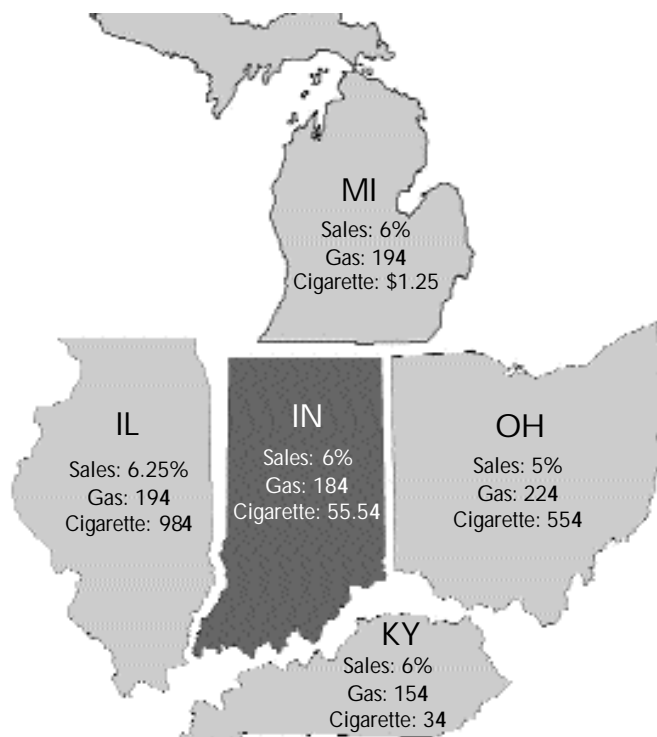 MI
Sales: 6%
Gas: 194
Cigarette: $1.25
IL
Sales: 6.25%
Gas: 194
Cigarette: 984
IN
Sales: 6%
Gas: 184
Cigarette: 55.54
OH
Sales: 5%
Gas: 224
Cigarette: 554
KY
Sales: 6%
Gas: 154
Cigarette: 34